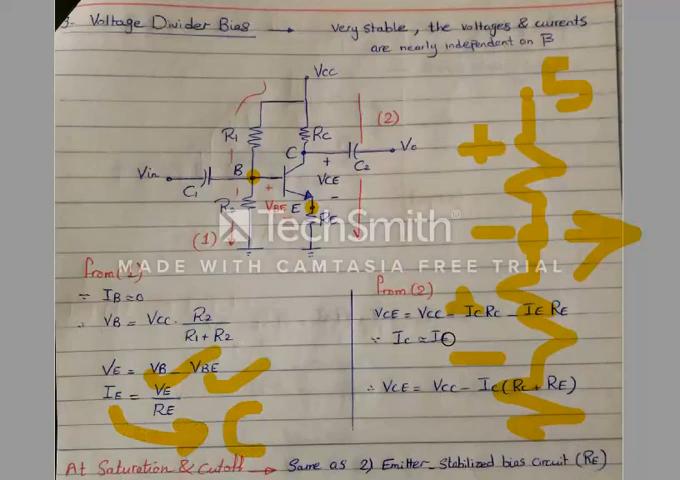 3- Voltage Divider Bias → Very stable, the voltages & currents
are nearly independent on β
Vcc
(2)
R1
Rc
C
Vo
B
C2
Vin
+
VCE
C1
+
-
R2
VBE
E
RE
(1)
TechSmith
MADE WITH CAMTASIA FREE TRIAL
S
+
-
+
-
From(1)
∵ IB≈0
∴ VB = Vcc . R2 / R1 + R2
VE = VB - VBE
IE = VE / RE
C
From(2)
VCE = Vcc - IcRc - IE RE
∵ Ic ≈ IE
∴ VCE = Vcc - Ic(Rc + RE)
At Saturation & Cutoff → Same as 2) Emitter-Stabilized bias circuit (RE)